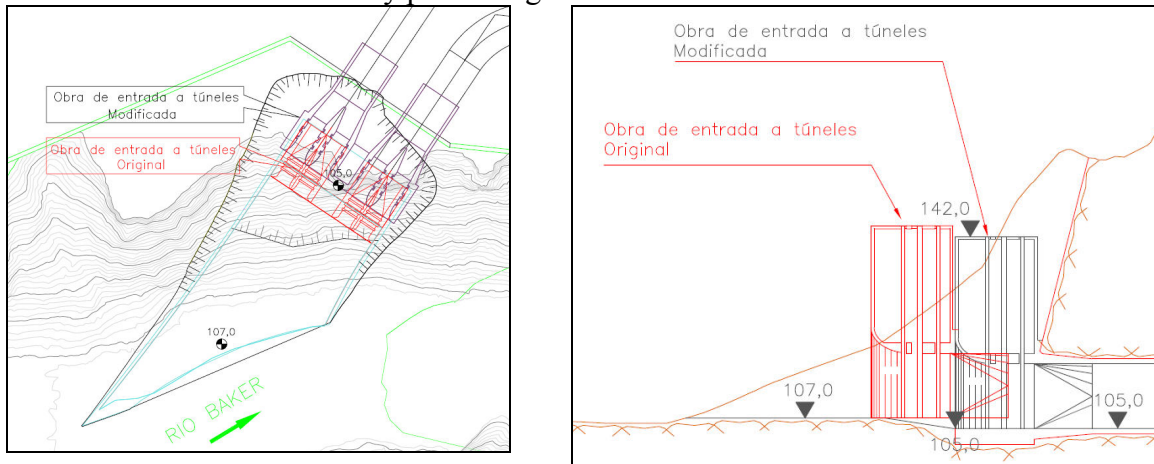 Obra de entrada a túneles
Modificada
Obra de entrada a túneles
Original
105,0
107,0
RIO BAKER
Obra de entrada a túneles
Modificada
Obra de entrada a túneles
Original
142,0
107,0
105,0
105,0